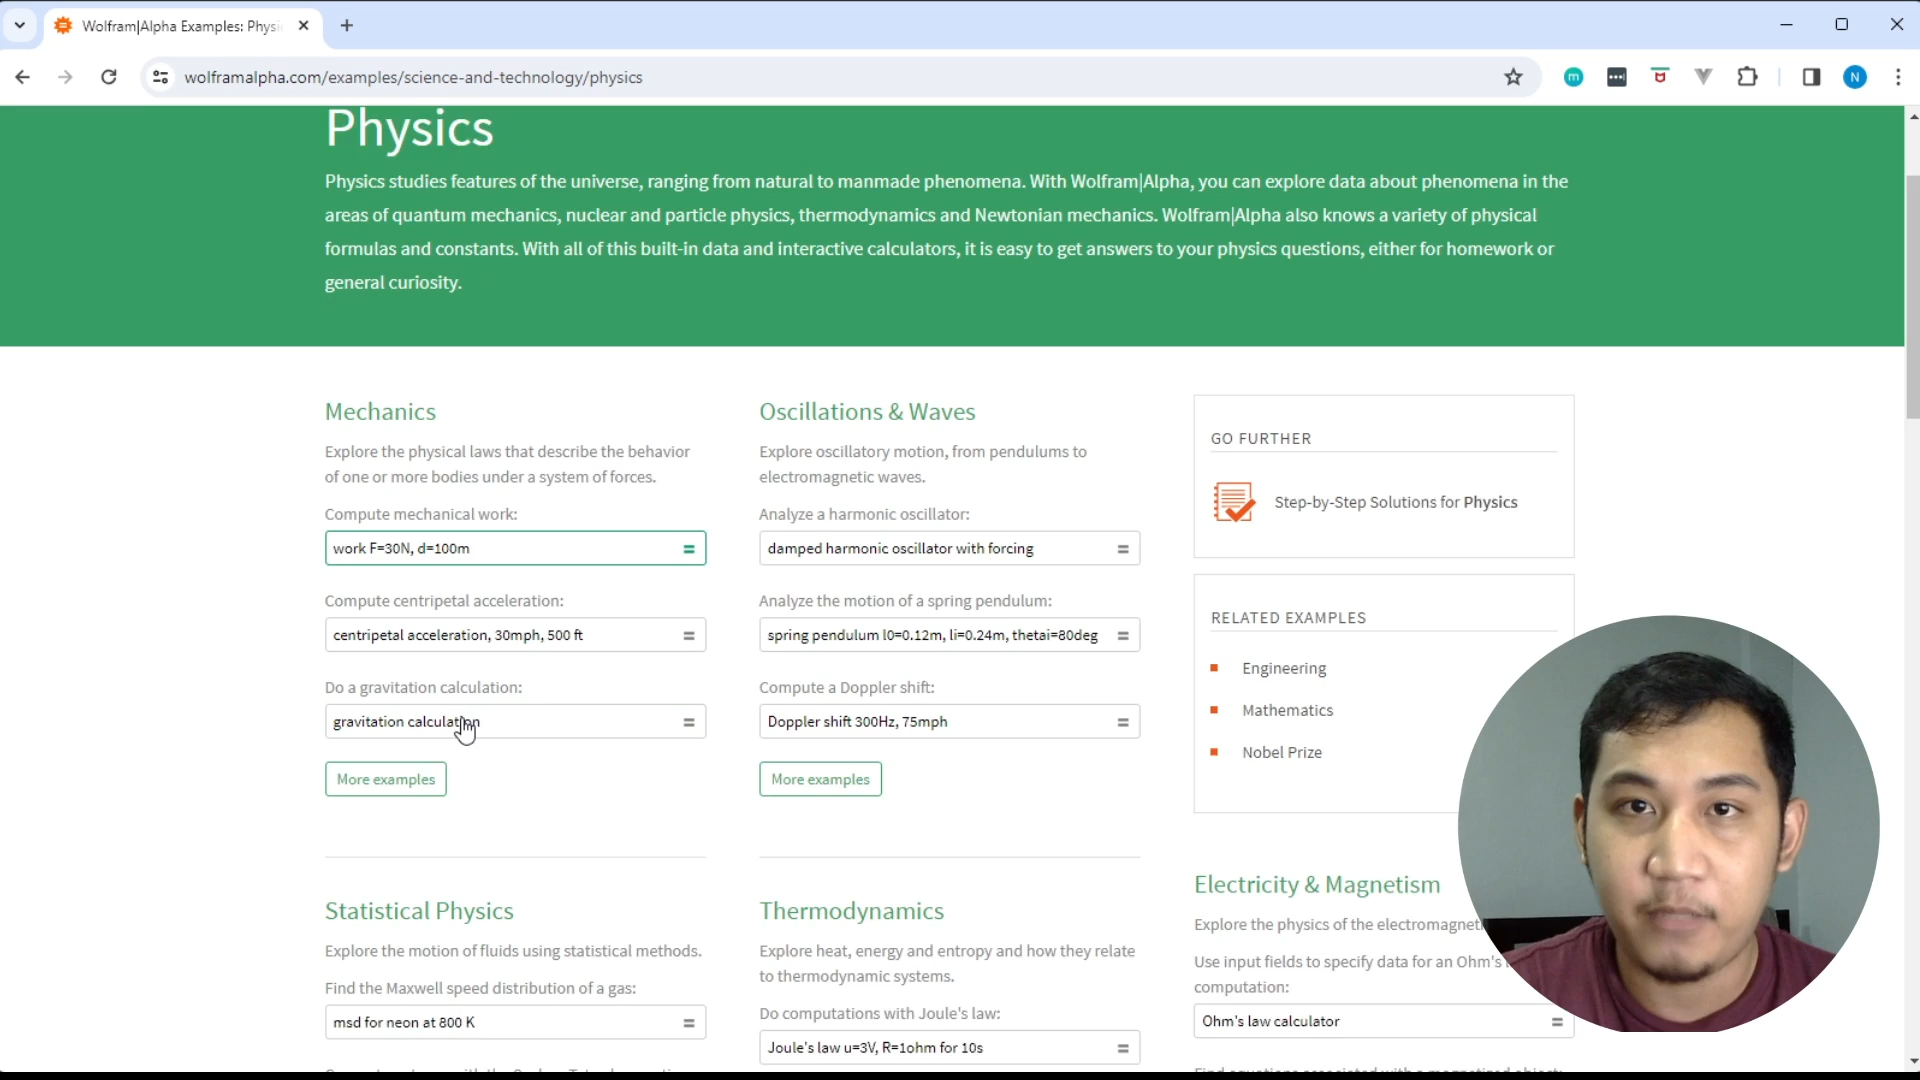 Wolfram|Alpha Examples: Physi
wolframalpha.com/examples/science-and-technology/physics
N
Physics
Physics studies features of the universe, ranging from natural to manmade phenomena. With Wolfram|Alpha, you can explore data about phenomena in the
areas of quantum mechanics, nuclear and particle physics, thermodynamics and Newtonian mechanics. Wolfram|Alpha also knows a variety of physical
formulas and constants. With all of this built-in data and interactive calculators, it is easy to get answers to your physics questions, either for homework or
general curiosity.
Mechanics
Explore the physical laws that describe the behavior
of one or more bodies under a system of forces.
Compute mechanical work:
work F=30N, d=100m
Compute centripetal acceleration:
centripetal acceleration, 30mph, 500 ft
Do a gravitation calculation:
gravitation calculation
More examples
Oscillations & Waves
Explore oscillatory motion, from pendulums to
electromagnetic waves.
Analyze a harmonic oscillator:
damped harmonic oscillator with forcing
Analyze the motion of a spring pendulum:
spring pendulum l0=0.12m, li=0.24m, thetai=80deg
Compute a Doppler shift:
Doppler shift 300Hz, 75mph
More examples
GO FURTHER
Step-by-Step Solutions for Physics
RELATED EXAMPLES
Engineering
Mathematics
Nobel Prize
Statistical Physics
Explore the motion of fluids using statistical methods.
Find the Maxwell speed distribution of a gas:
msd for neon at 800 K
Thermodynamics
Explore heat, energy and entropy and how they relate
to thermodynamic systems.
Do computations with Joule's law:
Joule's law u=3V, R=1ohm for 10s
Electricity & Magnetism
Explore the physics of the electromagneti
Use input fields to specify data for an Ohm's
computation:
Ohm's law calculator